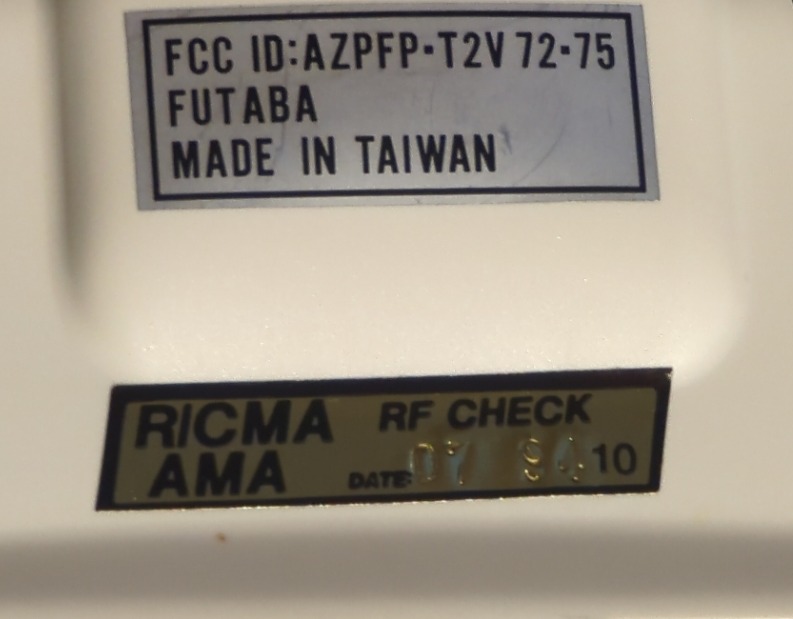 FCC ID:AZPFP-T2V 72-75
FUTABA
MADE IN TAIWAN
RICMA RF CHECK
AMA DATE: 07 94 10